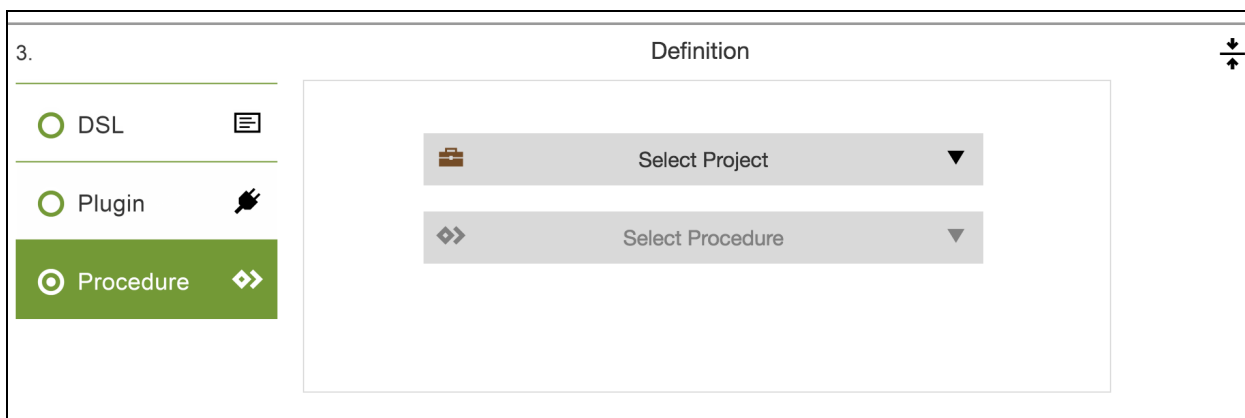 3.
Definition
DSL
Plugin
Procedure
Select Project
Select Procedure